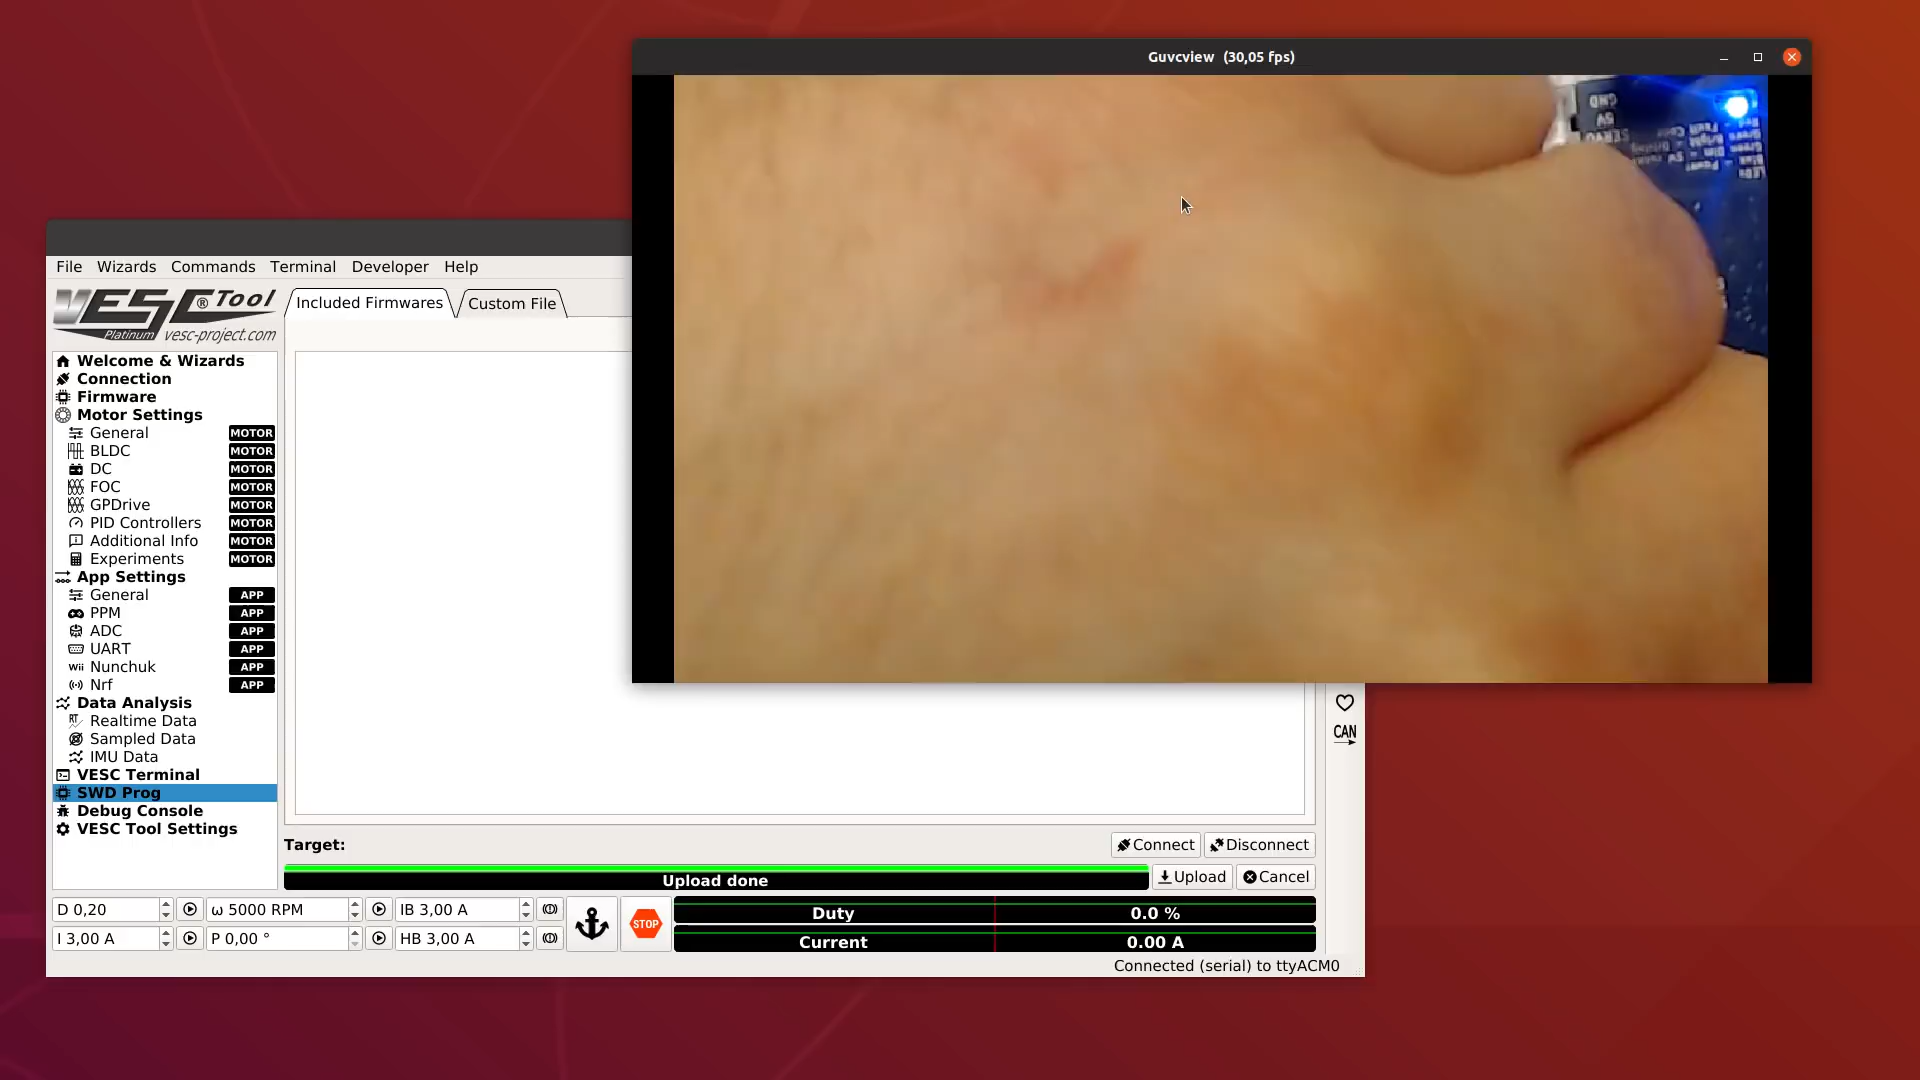 Guvcview (30,05 fps)
File Wizards Commands Terminal Developer Help
VESC® Tool
Platinum vesc-project.com
Included Firmwares
Custom File
Welcome & Wizards
Connection
Firmware
Motor Settings
General MOTOR
BLDC MOTOR
DC MOTOR
FOC MOTOR
GPDrive MOTOR
PID Controllers MOTOR
Additional Info MOTOR
Experiments MOTOR
App Settings
General APP
PPM APP
ADC APP
UART APP
Wii Nunchuk APP
Nrf APP
Data Analysis
RT Realtime Data
Sampled Data
IMU Data
VESC Terminal
SWD Prog
Debug Console
VESC Tool Settings
GND
5V
SERVO
CAN
Target:
Connect
Disconnect
Upload done
Upload
Cancel
D 0,20
ω 5000 RPM
IB 3,00 A
I 3,00 A
P 0,00 °
HB 3,00 A
STOP
Duty 0.0 %
Current 0.00 A
Connected (serial) to ttyACM0